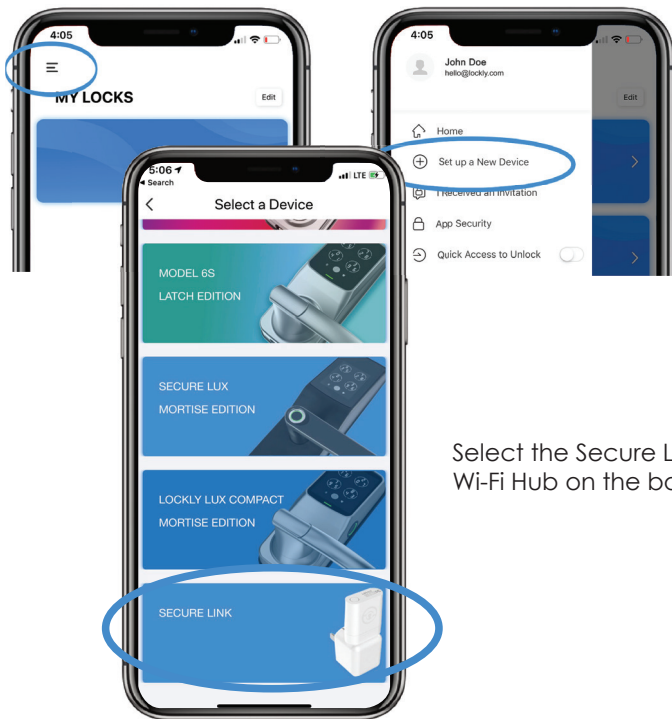 4:05
MY LOCKS
Edit
4:05
John Doe
hello@lockly.com
Edit
Home
Set up a New Device
I Received an Invitation
App Security
Quick Access to Unlock
5:06
Search
LTE
Select a Device
MODEL 6S
LATCH EDITION
SECURE LUX
MORTISE EDITION
LOCKLY LUX COMPACT
MORTISE EDITION
SECURE LINK
Select the Secure
Wi-Fi Hub on the